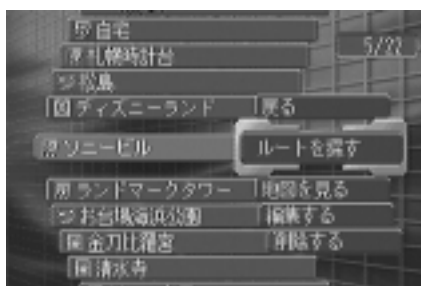 自宅
札幌時計台
5/22
松島
ディズニーランド
戻る
ソニービル
ルートを探す
ランドマークタワー
地図を見る
お台場海浜公園
編集する
金刀比羅宮
削除する
清水寺